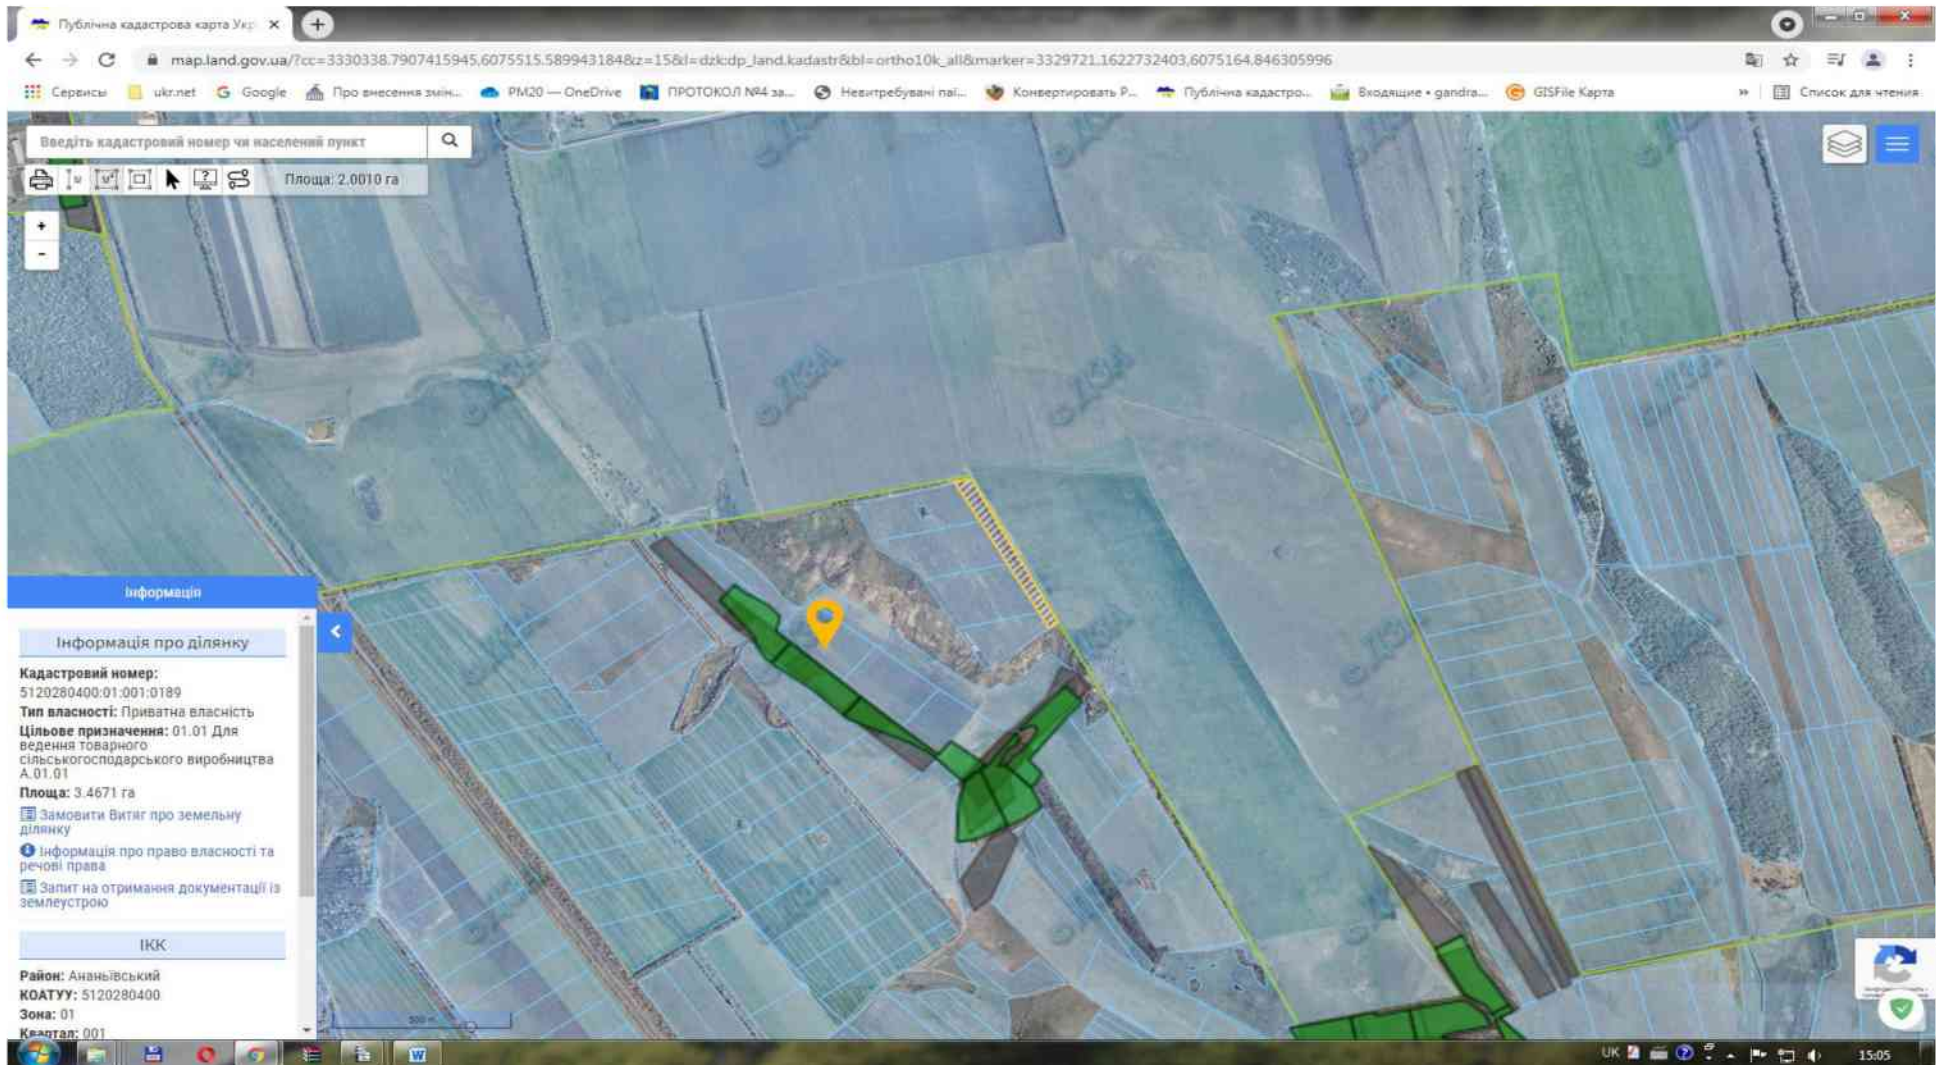 Публічна кадастрова карта Укр
map.land.gov.ua/?cc=3330338.7907415945,6075515.589943184&z=15&l=dzk:dp_land.kadastr&bl=ortho10k_all&marker=3329721.1622732403,6075164.846305996
Сервисы ukr.net Google Про внесення змін... PM20 — OneDrive ПРОТОКОЛ №4 за... Невитребувані паї... Конвертировать Р... Публічна кадастро... Входящие • gandra... GISFile Карта » Список для чтения
Введіть кадастровий номер чи населений пункт
Площа: 2.0010 га
+
-
Інформація
Інформація про ділянку
Кадастровий номер:
5120280400:01:001:0189
Тип власності: Приватна власність
Цільове призначення: 01.01 Для
ведення товарного
сільськогосподарського виробництва
А.01.01
Площа: 3.4671 га
Замовити Витяг про земельну
ділянку
Інформація про право власності та
речові права
Запит на отримання документації із
землеустрою
ІКК
Район: Ананьївський
КОАТУУ: 5120280400
Зона: 01
Квартал: 001
500 m
UK 15:05